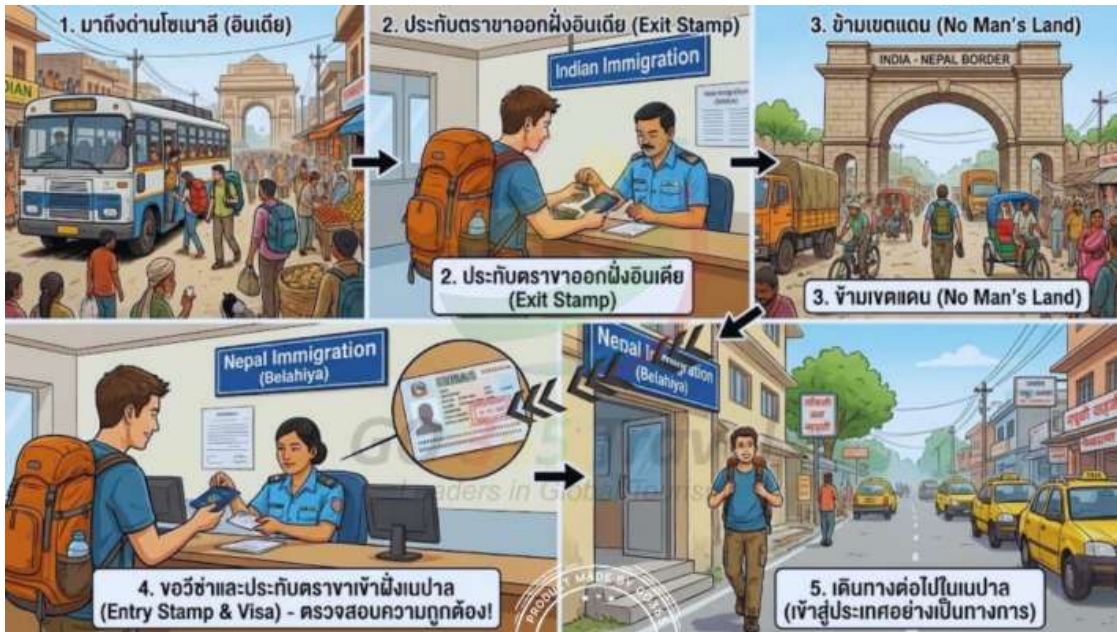 1. มาถึงด่านโซเนาลี (อินเดีย)
2. ประทับตราขาออกฝั่งอินเดีย (Exit Stamp)
Indian Immigration
2. ประทับตราขาออกฝั่งอินเดีย
(Exit Stamp)
3. ข้ามเขตแดน (No Man's Land)
INDIA - NEPAL BORDER
3. ข้ามเขตแดน (No Man's Land)
Nepal Immigration
(Belahiya)
4. ขอวีซ่าและประทับตราขาเข้าฝั่งเนปาล
(Entry Stamp & Visa) - ตรวจสอบความถูกต้อง!
Nepal
(Belahiya)
5. เดินทางต่อไปในเนปาล
(เข้าสู่ประเทศอย่างเป็นทางการ)
Leaders in Global
PRODUCT MADE BY